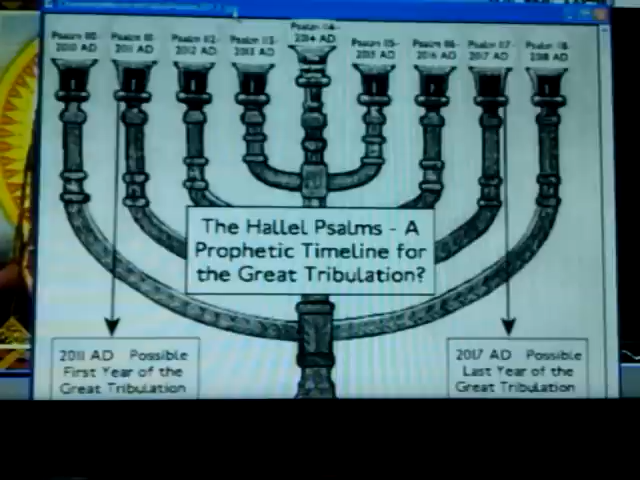 Psalm 110-
2010 AD
Psalm 111-
2011 AD
Psalm 112-
2012 AD
Psalm 113-
2013 AD
Psalm 114-
2014 AD
Psalm 115-
2015 AD
Psalm 116-
2016 AD
Psalm 117-
2017 AD
Psalm 118-
2018 AD
The Hallel Psalms - A
Prophetic Timeline for
the Great Tribulation?
2011 AD Possible
First Year of the
Great Tribulation
2017 AD Possible
Last Year of the
Great Tribulation